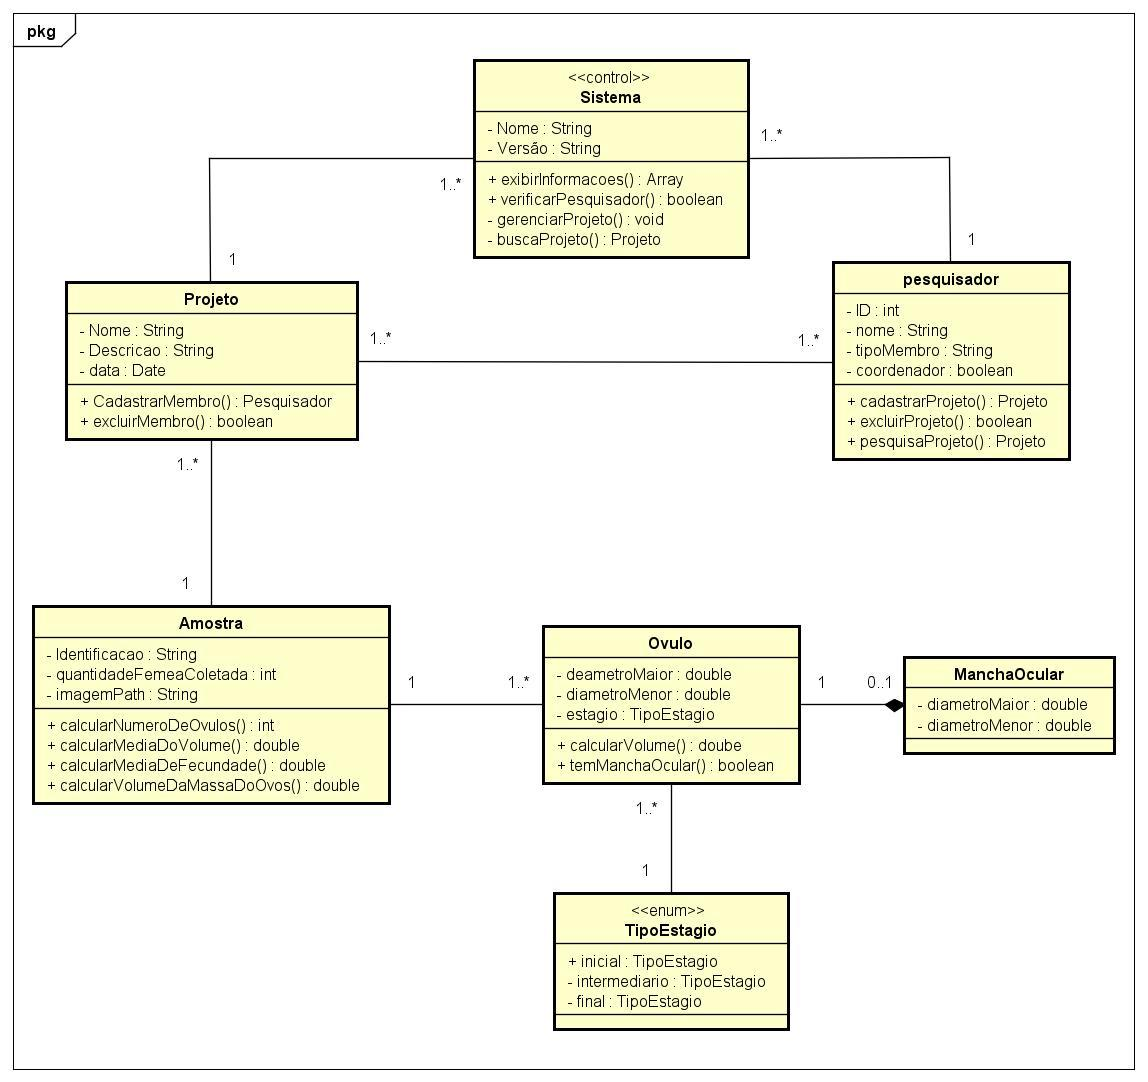 pkg
<<control>>
Sistema
- Nome : String
- Versão : String
+ exibirInformacoes() : Array
+ verificarPesquisador() : boolean
- gerenciarProjeto() : void
- buscaProjeto() : Projeto
1..*
1..*
1
1
Projeto
- Nome : String
- Descricao : String
- data : Date
+ CadastrarMembro() : Pesquisador
+ excluirMembro() : boolean
1..*
1..*
pesquisador
- ID : int
- nome : String
- tipoMembro : String
- coordenador : boolean
+ cadastrarProjeto() : Projeto
+ excluirProjeto() : boolean
+ pesquisaProjeto() : Projeto
1..*
1
Amostra
- Identificacao : String
- quantidadeFemeaColetada : int
- imagemPath : String
+ calcularNumeroDeOvulos() : int
+ calcularMediaDoVolume() : double
+ calcularMediaDeFecundade() : double
+ calcularVolumeDaMassaDoOvos() : double
1
1..*
Ovulo
- deametroMaior : double
- diametroMenor : double
- estagio : TipoEstagio
+ calcularVolume() : doube
+ temManchaOcular() : boolean
1
0..1
ManchaOcular
- diametroMaior : double
- diametroMenor : double
1..*
1
<<enum>>
TipoEstagio
+ inicial : TipoEstagio
- intermediario : TipoEstagio
- final : TipoEstagio